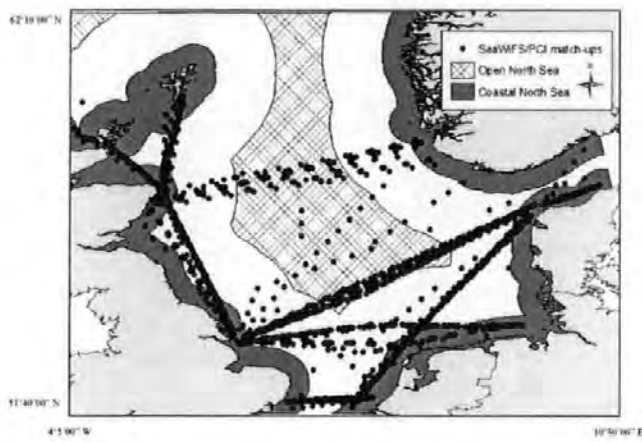 62°10'00" N
SeaWiFS/PCI match-ups
Open North Sea
Coastal North Sea
51°40'00" N
4°5'00" W
10°50'00" E